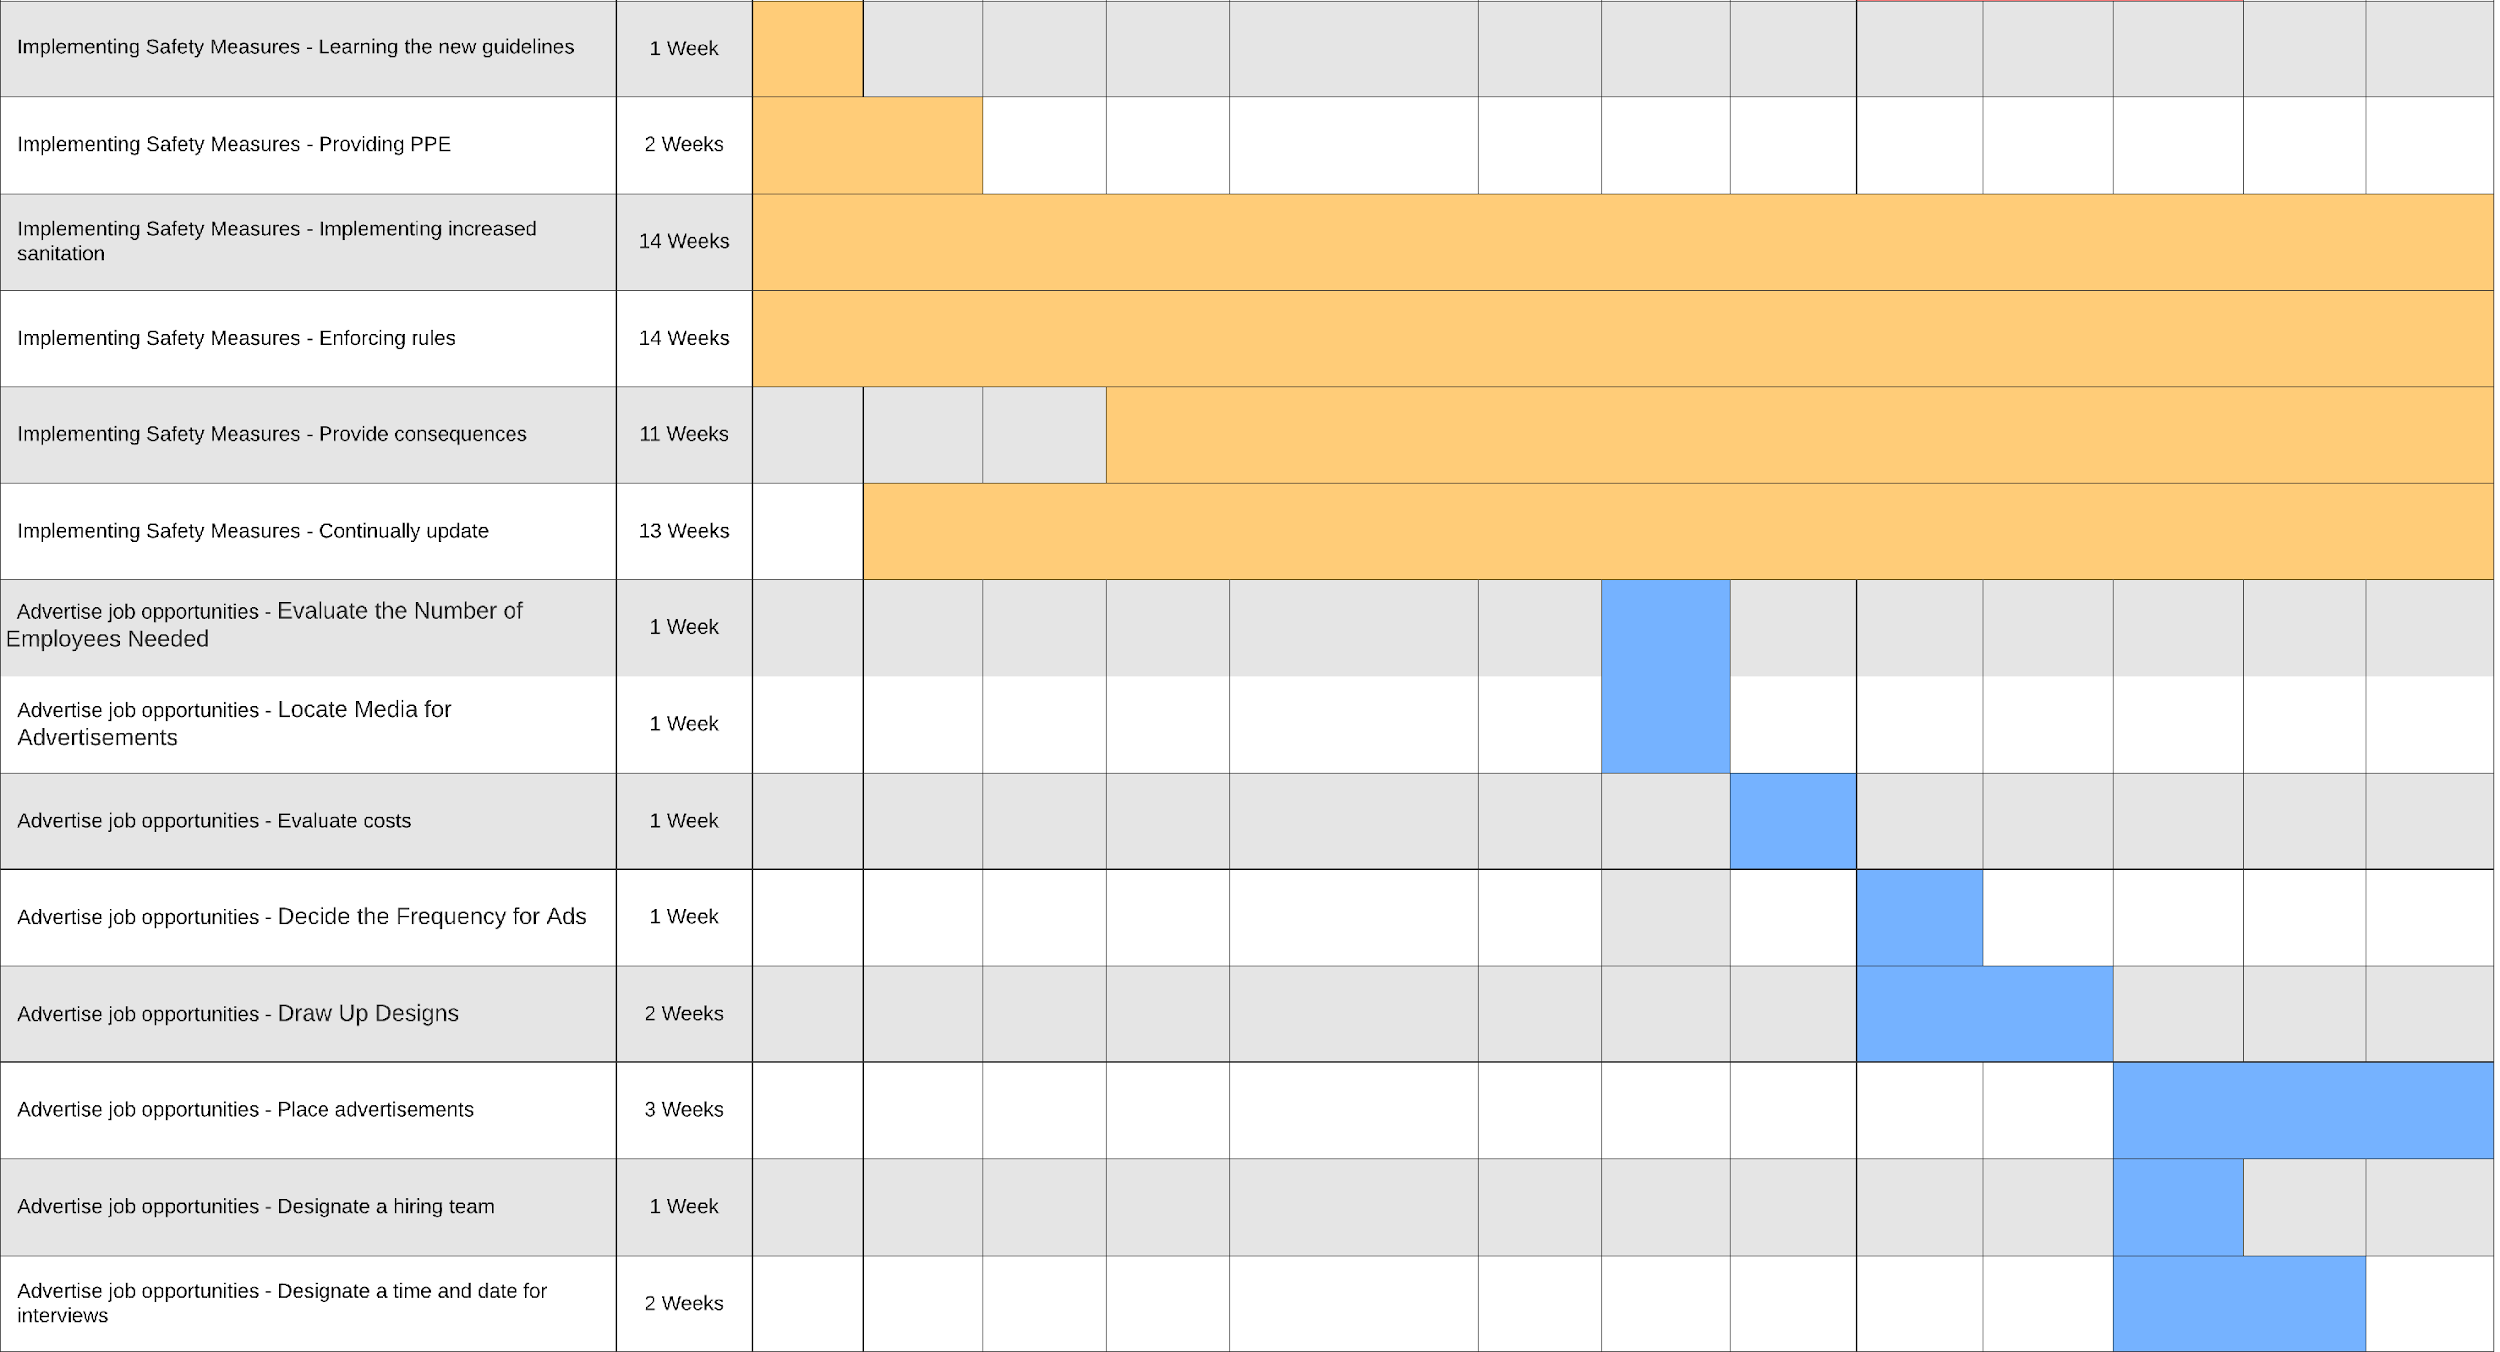 Implementing Safety Measures - Learning the new guidelines
1 Week
Implementing Safety Measures - Providing PPE
2 Weeks
Implementing Safety Measures - Implementing increased
sanitation
14 Weeks
Implementing Safety Measures - Enforcing rules
14 Weeks
Implementing Safety Measures - Provide consequences
11 Weeks
Implementing Safety Measures - Continually update
13 Weeks
Advertise job opportunities - Evaluate the Number of
Employees Needed
1 Week
Advertise job opportunities - Locate Media for
Advertisements
1 Week
Advertise job opportunities - Evaluate costs
1 Week
Advertise job opportunities - Decide the Frequency for Ads
1 Week
Advertise job opportunities - Draw Up Designs
2 Weeks
Advertise job opportunities - Place advertisements
3 Weeks
Advertise job opportunities - Designate a hiring team
1 Week
Advertise job opportunities - Designate a time and date for
interviews
2 Weeks